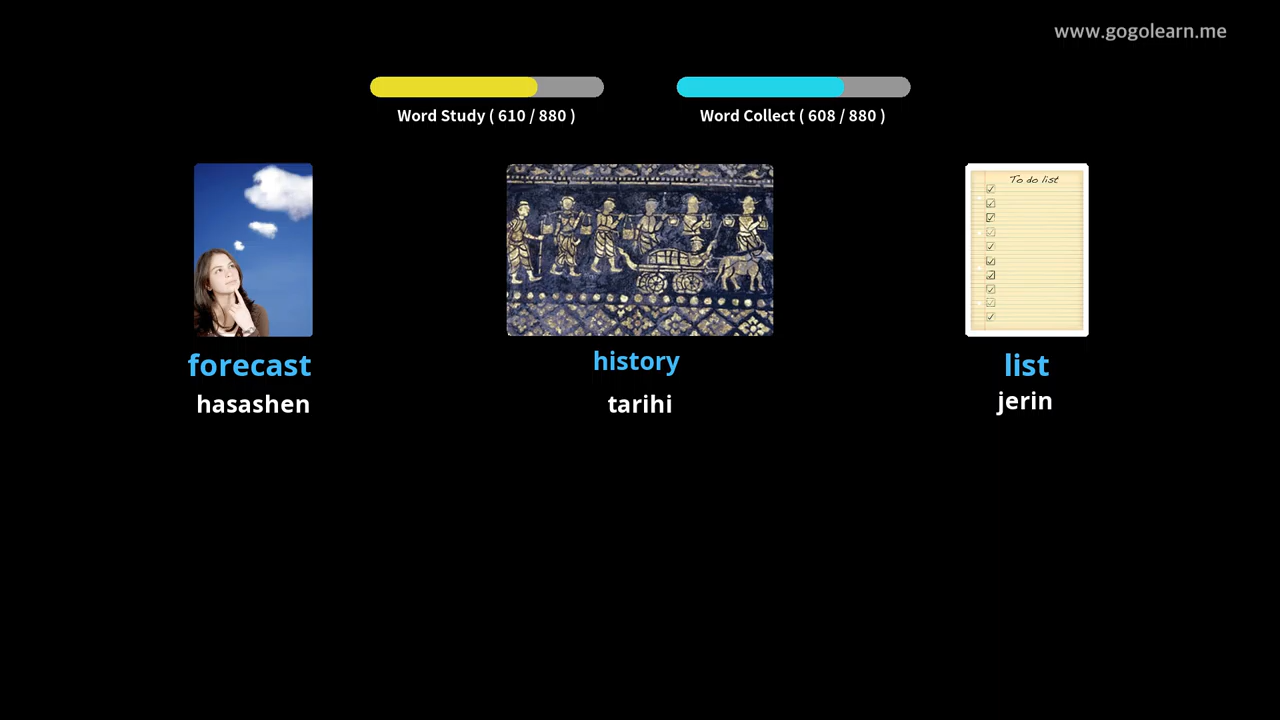 www.gogolearn.me
Word Study ( 610 / 880 )
Word Collect ( 608 / 880 )
To do list
forecast
hasashen
history
tarihi
list
jerin